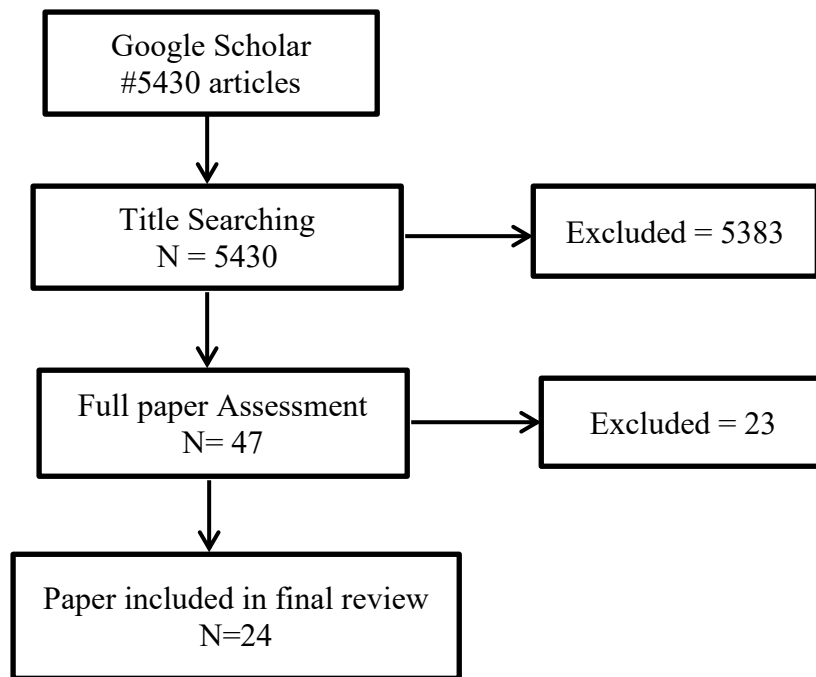 Google Scholar
#5430 articles
Title Searching
N = 5430
Excluded = 5383
Full paper Assessment
N= 47
Excluded = 23
Paper included in final review
N=24